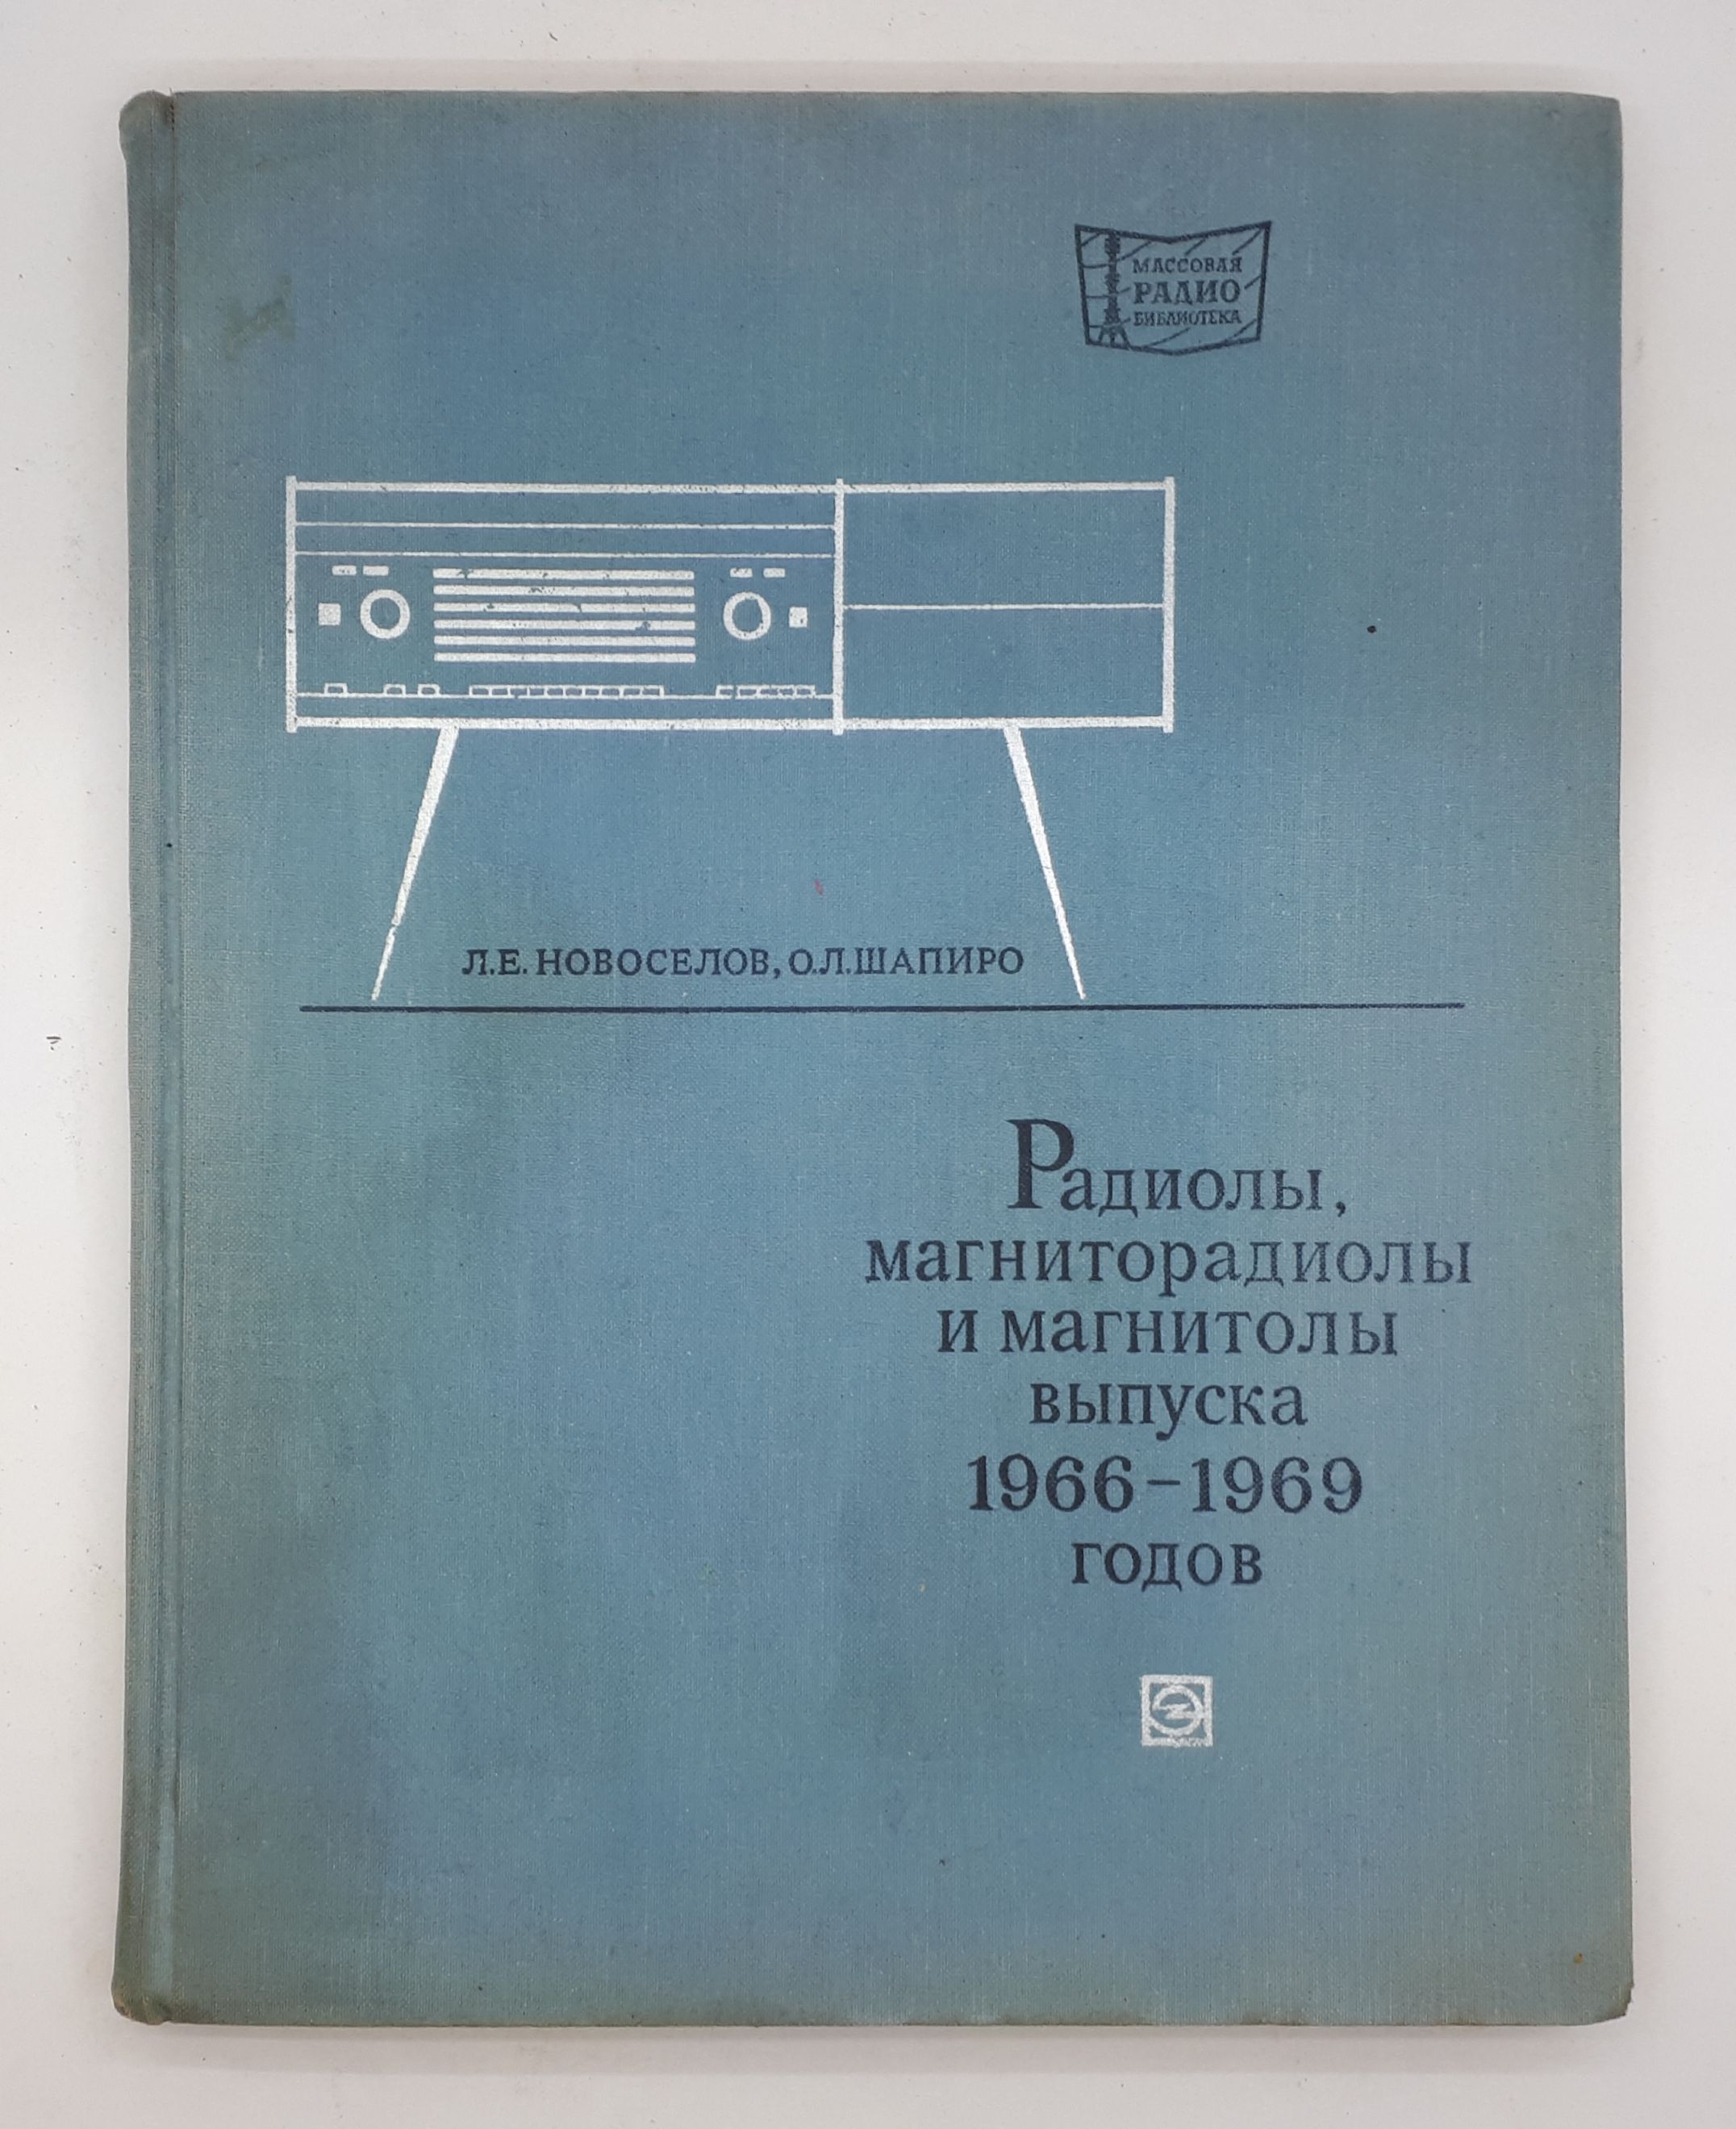 МАССОВАЯ
РАДИО
БИБЛИОТЕКА
Л.Е. НОВОСЕЛОВ, О.Л.ШАПИРО
Радиолы,
магниторадиолы
и магнитолы
выпуска
1966–1969
годов